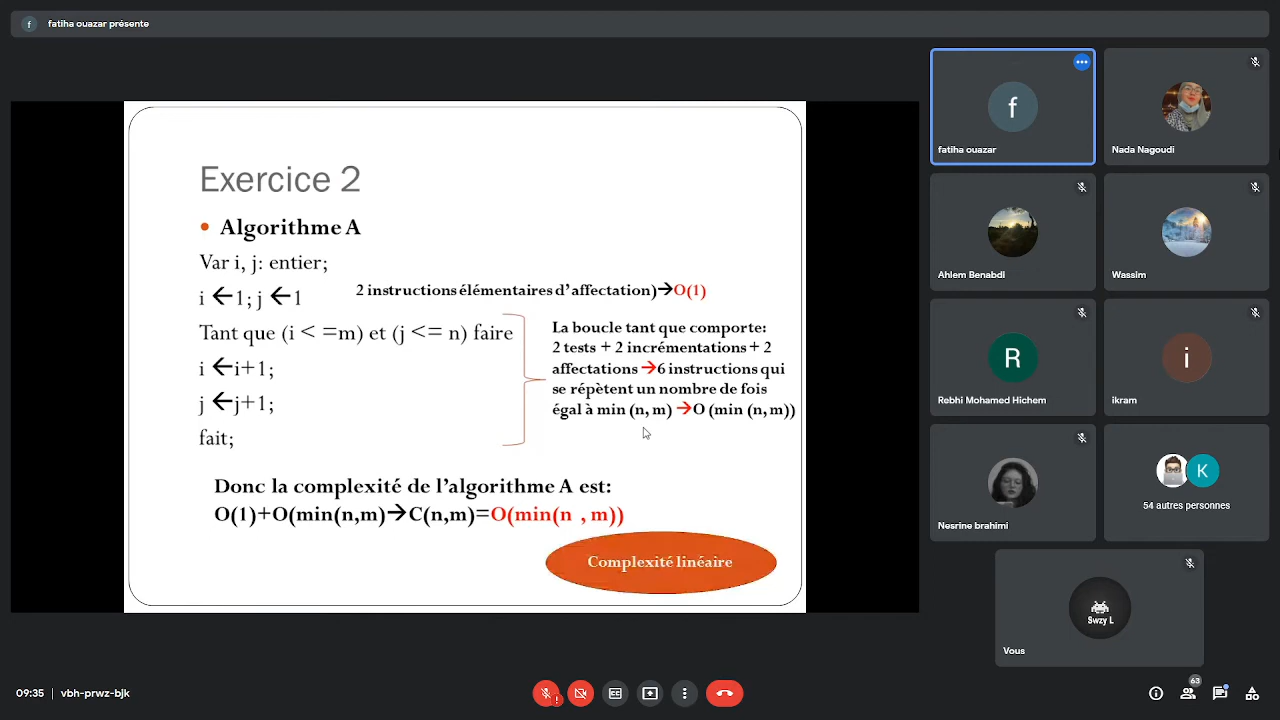 f fatiha ouazar présente
Exercice 2
• Algorithme A
Var i, j: entier;
i ←1; j ←1
2 instructions élémentaires d'affectation)→O(1)
Tant que (i < =m) et (j <= n) faire
i ←i+1;
j ←j+1;
fait;
La boucle tant que comporte:
2 tests + 2 incrémentations + 2
affectations →6 instructions qui
se répètent un nombre de fois
égal à min (n, m) →O (min (n, m))
Donc la complexité de l'algorithme A est:
O(1)+O(min(n,m)→C(n,m)=O(min(n , m))
Complexité linéaire
f
fatiha ouazar
Nada Nagoudi
Ahlem Benabdi
Wassim
R
Rebhi Mohamed Hichem
i
ikram
Nesrine brahimi
K
54 autres personnes
Swzy L
Vous
09:35 | vbh-prwz-bjk
63